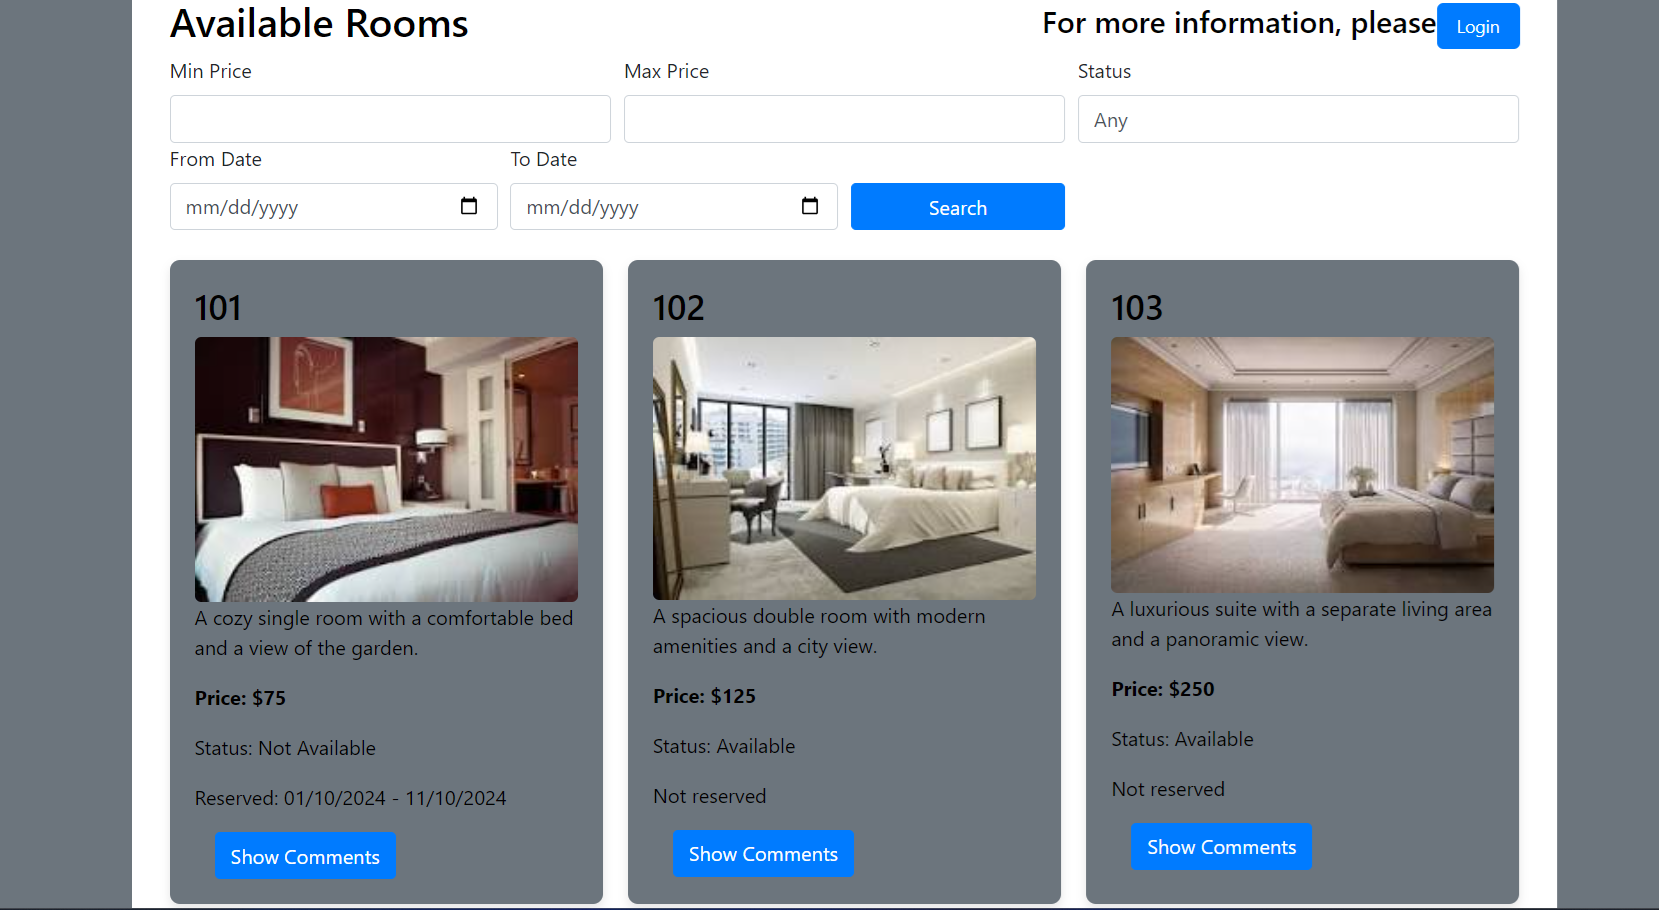 Available Rooms
For more information, please Login
Min Price
Max Price
Status
Any
From Date
To Date
mm/dd/yyyy
mm/dd/yyyy
Search
101
A cozy single room with a comfortable bed
and a view of the garden.
Price: $75
Status: Not Available
Reserved: 01/10/2024 - 11/10/2024
Show Comments
102
A spacious double room with modern
amenities and a city view.
Price: $125
Status: Available
Not reserved
Show Comments
103
A luxurious suite with a separate living area
and a panoramic view.
Price: $250
Status: Available
Not reserved
Show Comments